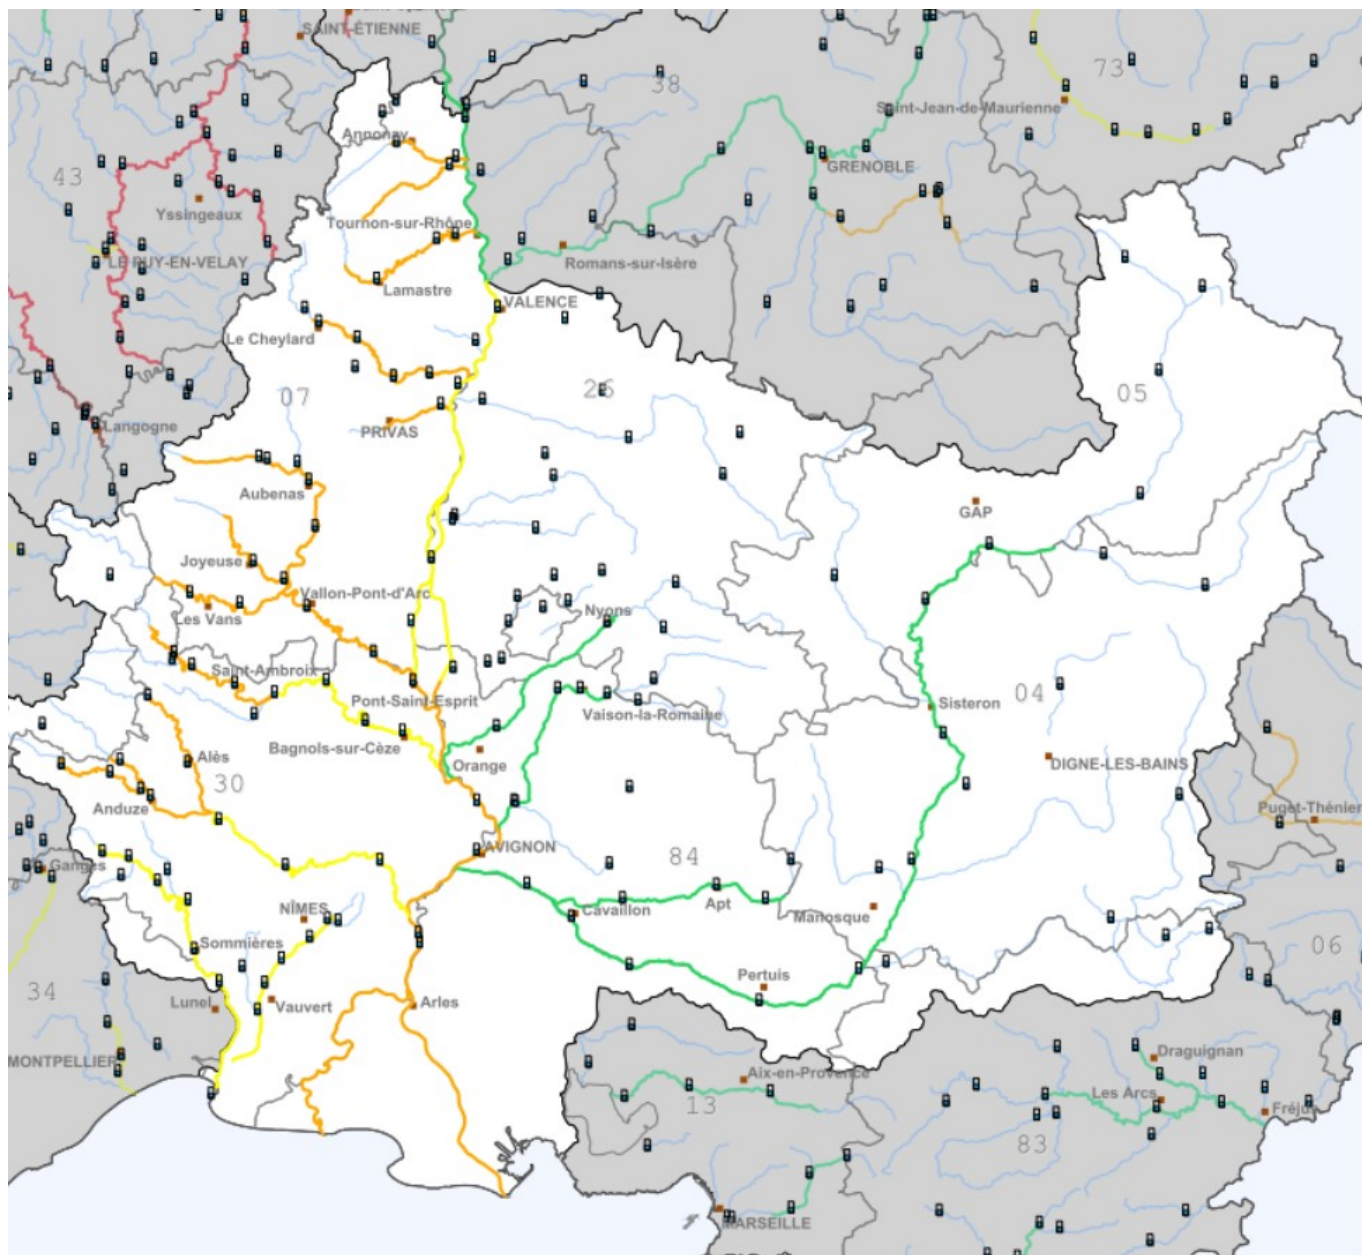 SAINT-ÉTIENNE
38
73
Saint-Jean-de-Maurienne
Annonay
GRENOBLE
43
Yssingeaux
Tournon-sur-Rhône
LE PUY-EN-VELAY
Romans-sur-Isère
Lamastre
VALENCE
Le Cheylard
07
26
05
Langogne
PRIVAS
Aubenas
GAP
Joyeuse
Vallon-Pont-d'Arc
Les Vans
Nyons
Saint-Ambroix
04
Pont-Saint-Esprit
Sisteron
Vaison-la-Romaine
Bagnols-sur-Cèze
Alès
Orange
DIGNE-LES-BAINS
30
Anduze
Puget-Thénier
AVIGNON
84
Ganges
Apt
NÎMES
Cavaillon
Manosque
Sommières
06
Pertuis
34
Lunel
Vauvert
Arles
MONTPELLIER
Draguignan
Aix-en-Provence
Les Arcs
13
Fréjus
83
MARSEILLE